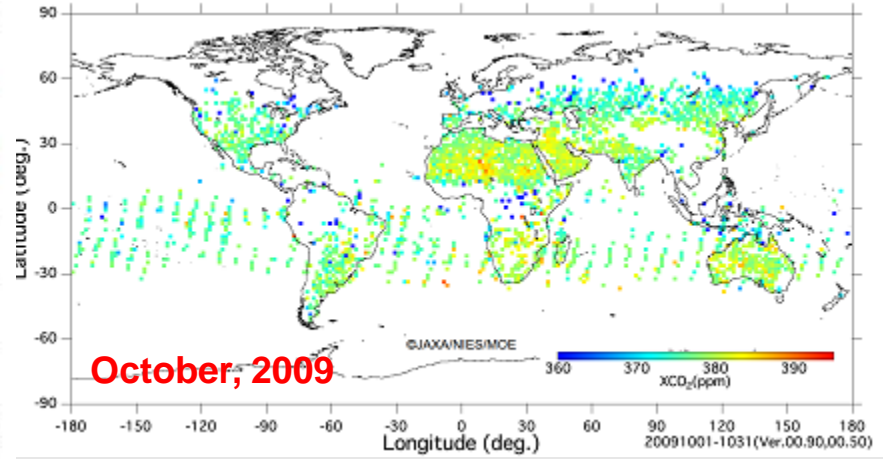 90
60
30
0
-30
-60
-90
Latitude (deg.)
©JAXA/NIES/MOE
October, 2009
360 370 380 390
XCO₂(ppm)
-180 -150 -120 -90 -60 -30 0 30 60 90 120 150 180
Longitude (deg.)
20091001-1031(Ver.00.90,00.50)